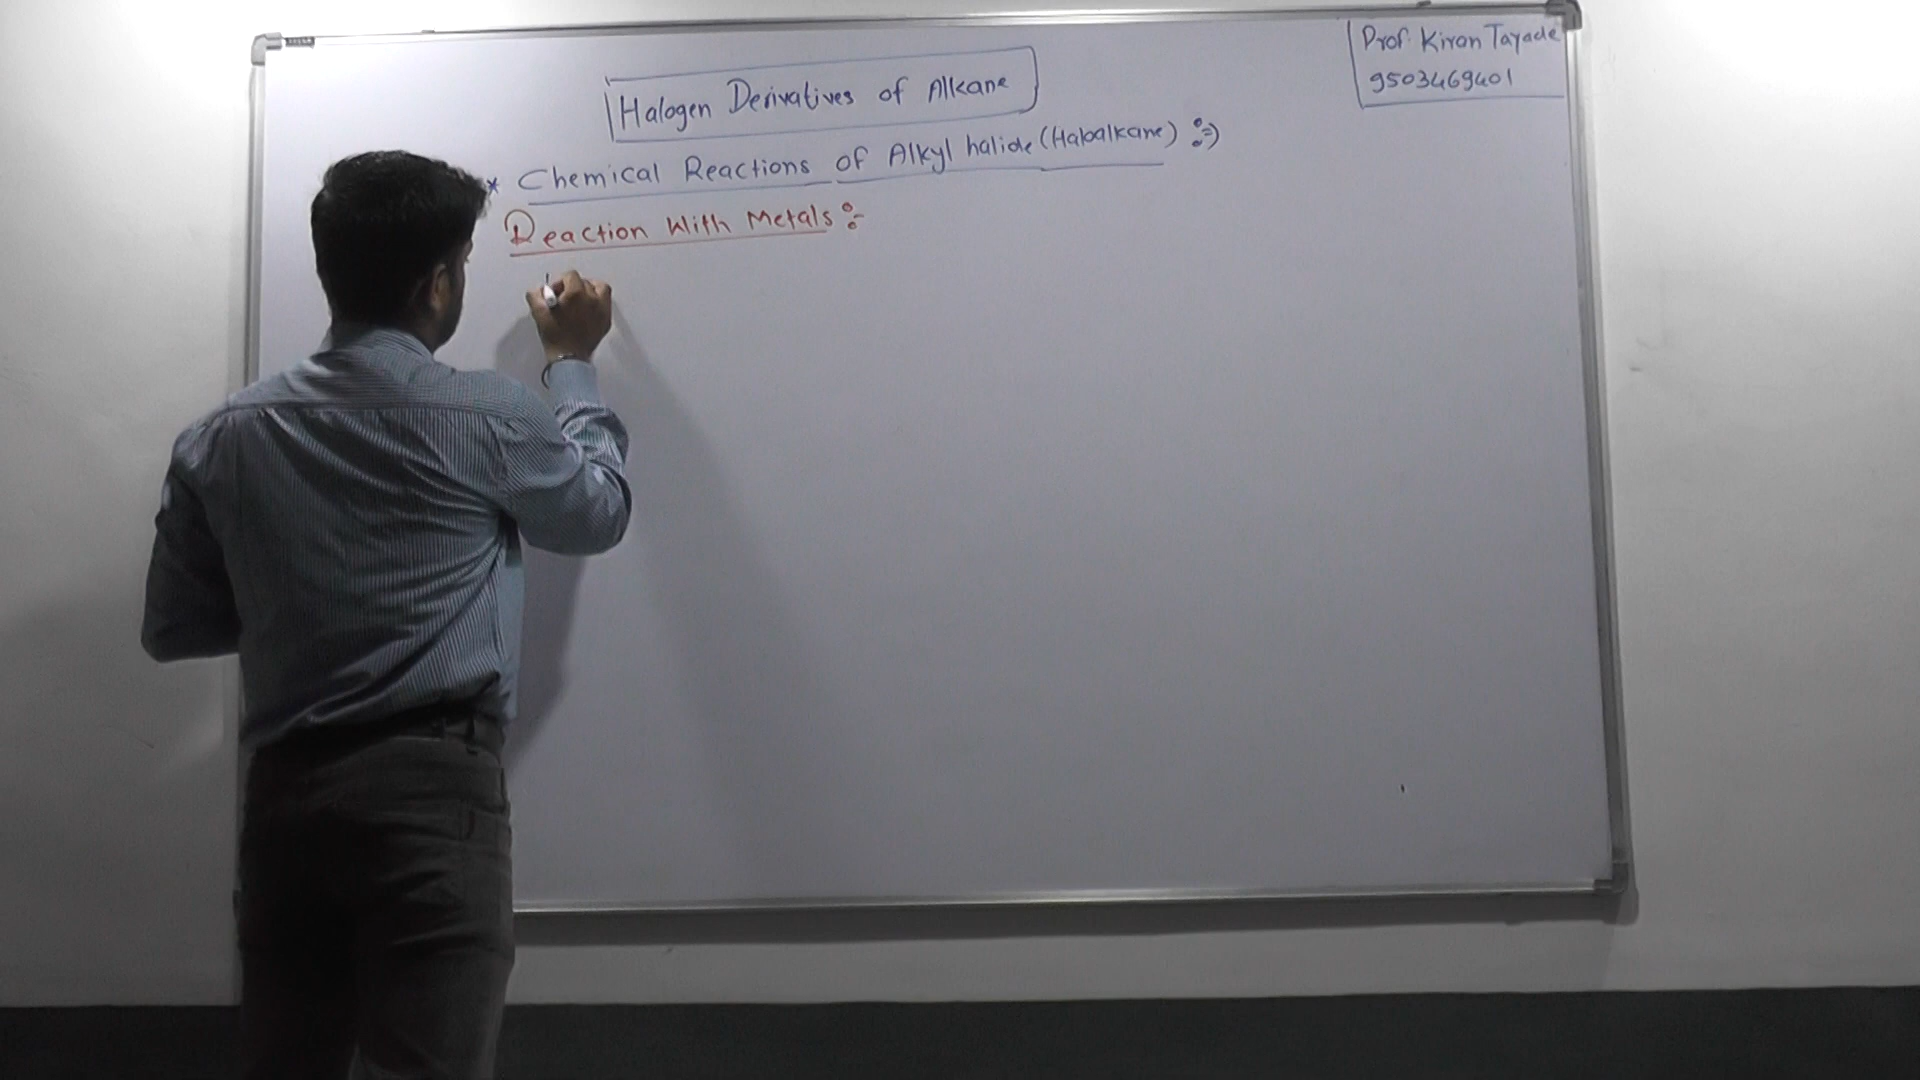 Prof. Kiran Tayade
9503469401
Halogen Derivatives of Alkane
* Chemical Reactions of Alkyl halide (Haloalkane) :⇒
Reaction With Metals :-